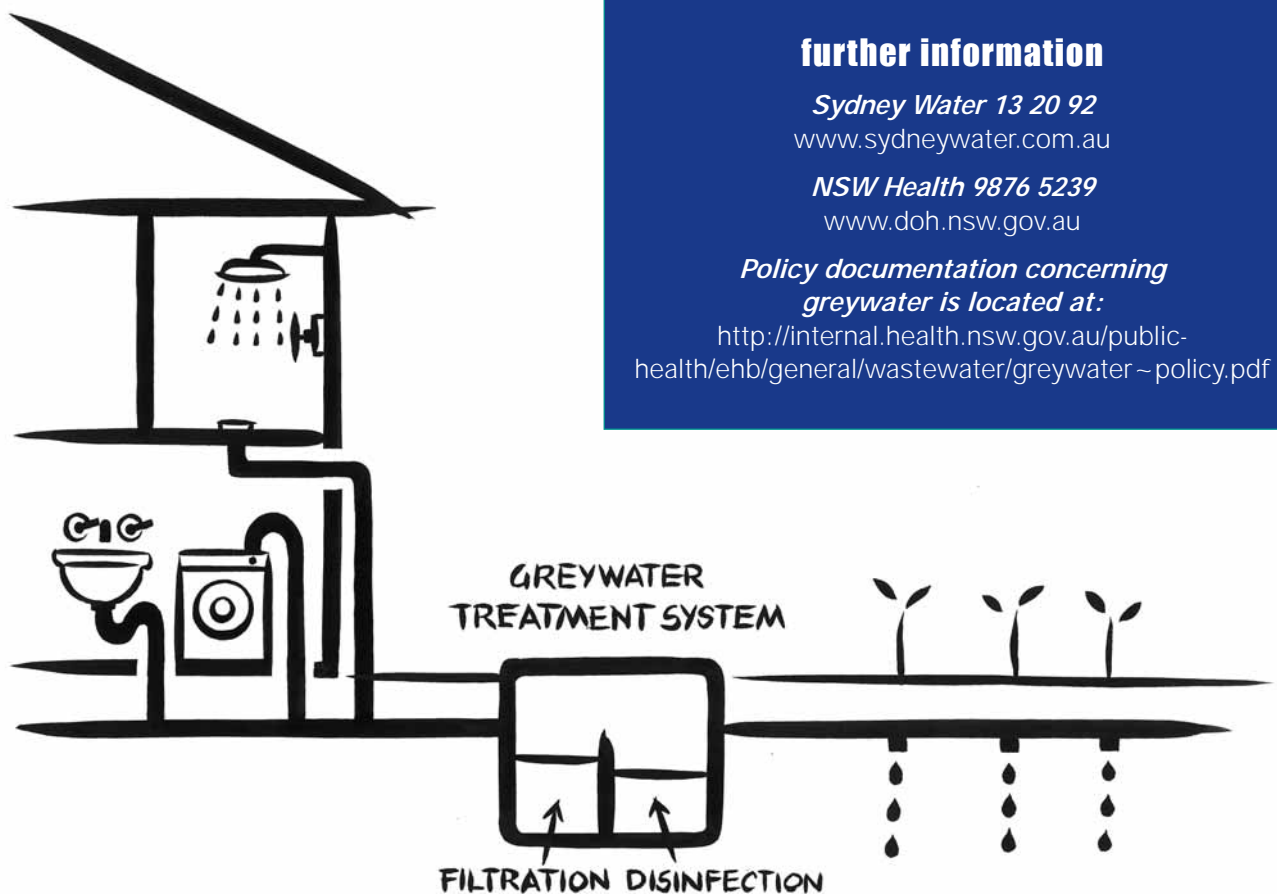 further information
Sydney Water 13 20 92
www.sydneywater.com.au
NSW Health 9876 5239
www.doh.nsw.gov.au
Policy documentation concerning
greywater is located at:
http://internal.health.nsw.gov.au/public-
health/ehb/general/wastewater/greywater~policy.pdf
GREYWATER
TREATMENT SYSTEM
FILTRATION DISINFECTION